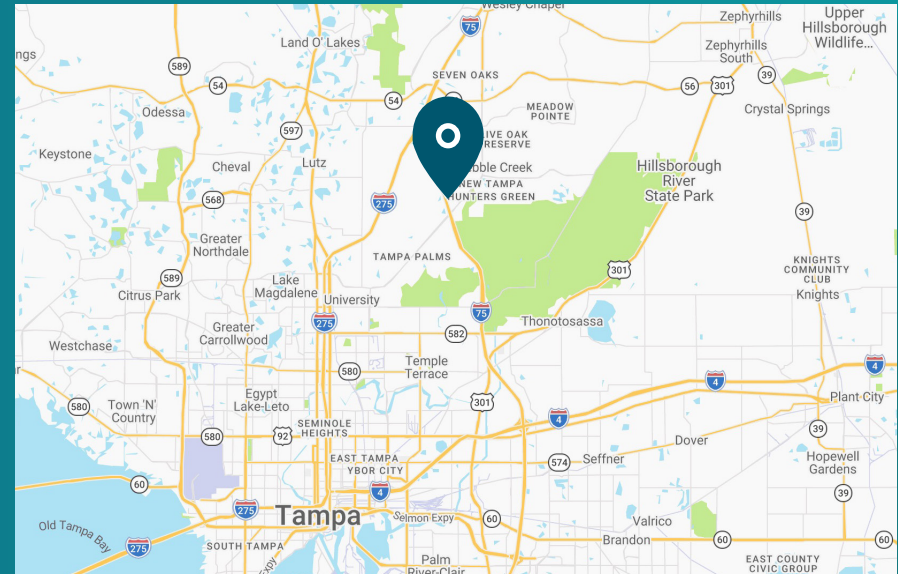 Wesley Chapel
Zephyrhills
Upper
Hillsborough
Wildlife...
75
Land O' Lakes
Zephyrhills
South
ngs
589
SEVEN OAKS
39
54
56
301
54
MEADOW
POINTE
Crystal Springs
Odessa
597
LIVE OAK
RESERVE
Keystone
Cheval
Lutz
bble Creek
Hillsborough
River
State Park
NEW TAMPA
HUNTERS GREEN
568
275
39
Greater
Northdale
TAMPA PALMS
KNIGHTS
COMMUNITY
CLUB
301
589
Lake
Magdalene
Citrus Park
University
Knights
75
275
Thonotosassa
582
Greater
Carrollwood
Westchase
Temple
Terrace
4
ar
580
4
Egypt
Lake-Leto
301
Plant City
580
Town 'N'
Country
4
SEMINOLE
HEIGHTS
39
580
92
Dover
EAST TAMPA
574
Seffner
Hopewell
Gardens
YBOR CITY
60
4
39
275
Tampa
Selmon Expy
60
Valrico
Old Tampa Bay
275
SOUTH TAMPA
Brandon
60
60
Expy
Palm
River-Clair
EAST COUNTY
CIVIC GROUP